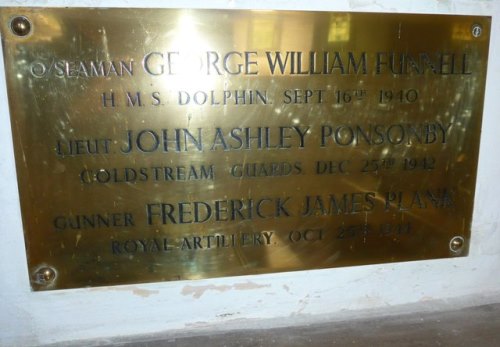 O/SEAMAN GEORGE WILLIAM FUNNELL
H.M.S. DOLPHIN. SEPT 16TH 1940
LIEUT JOHN ASHLEY PONSONBY
COLDSTREAM GUARDS. DEC 25TH 1942
GUNNER FREDERICK JAMES PLANK
ROYAL ARTILLERY. OCT